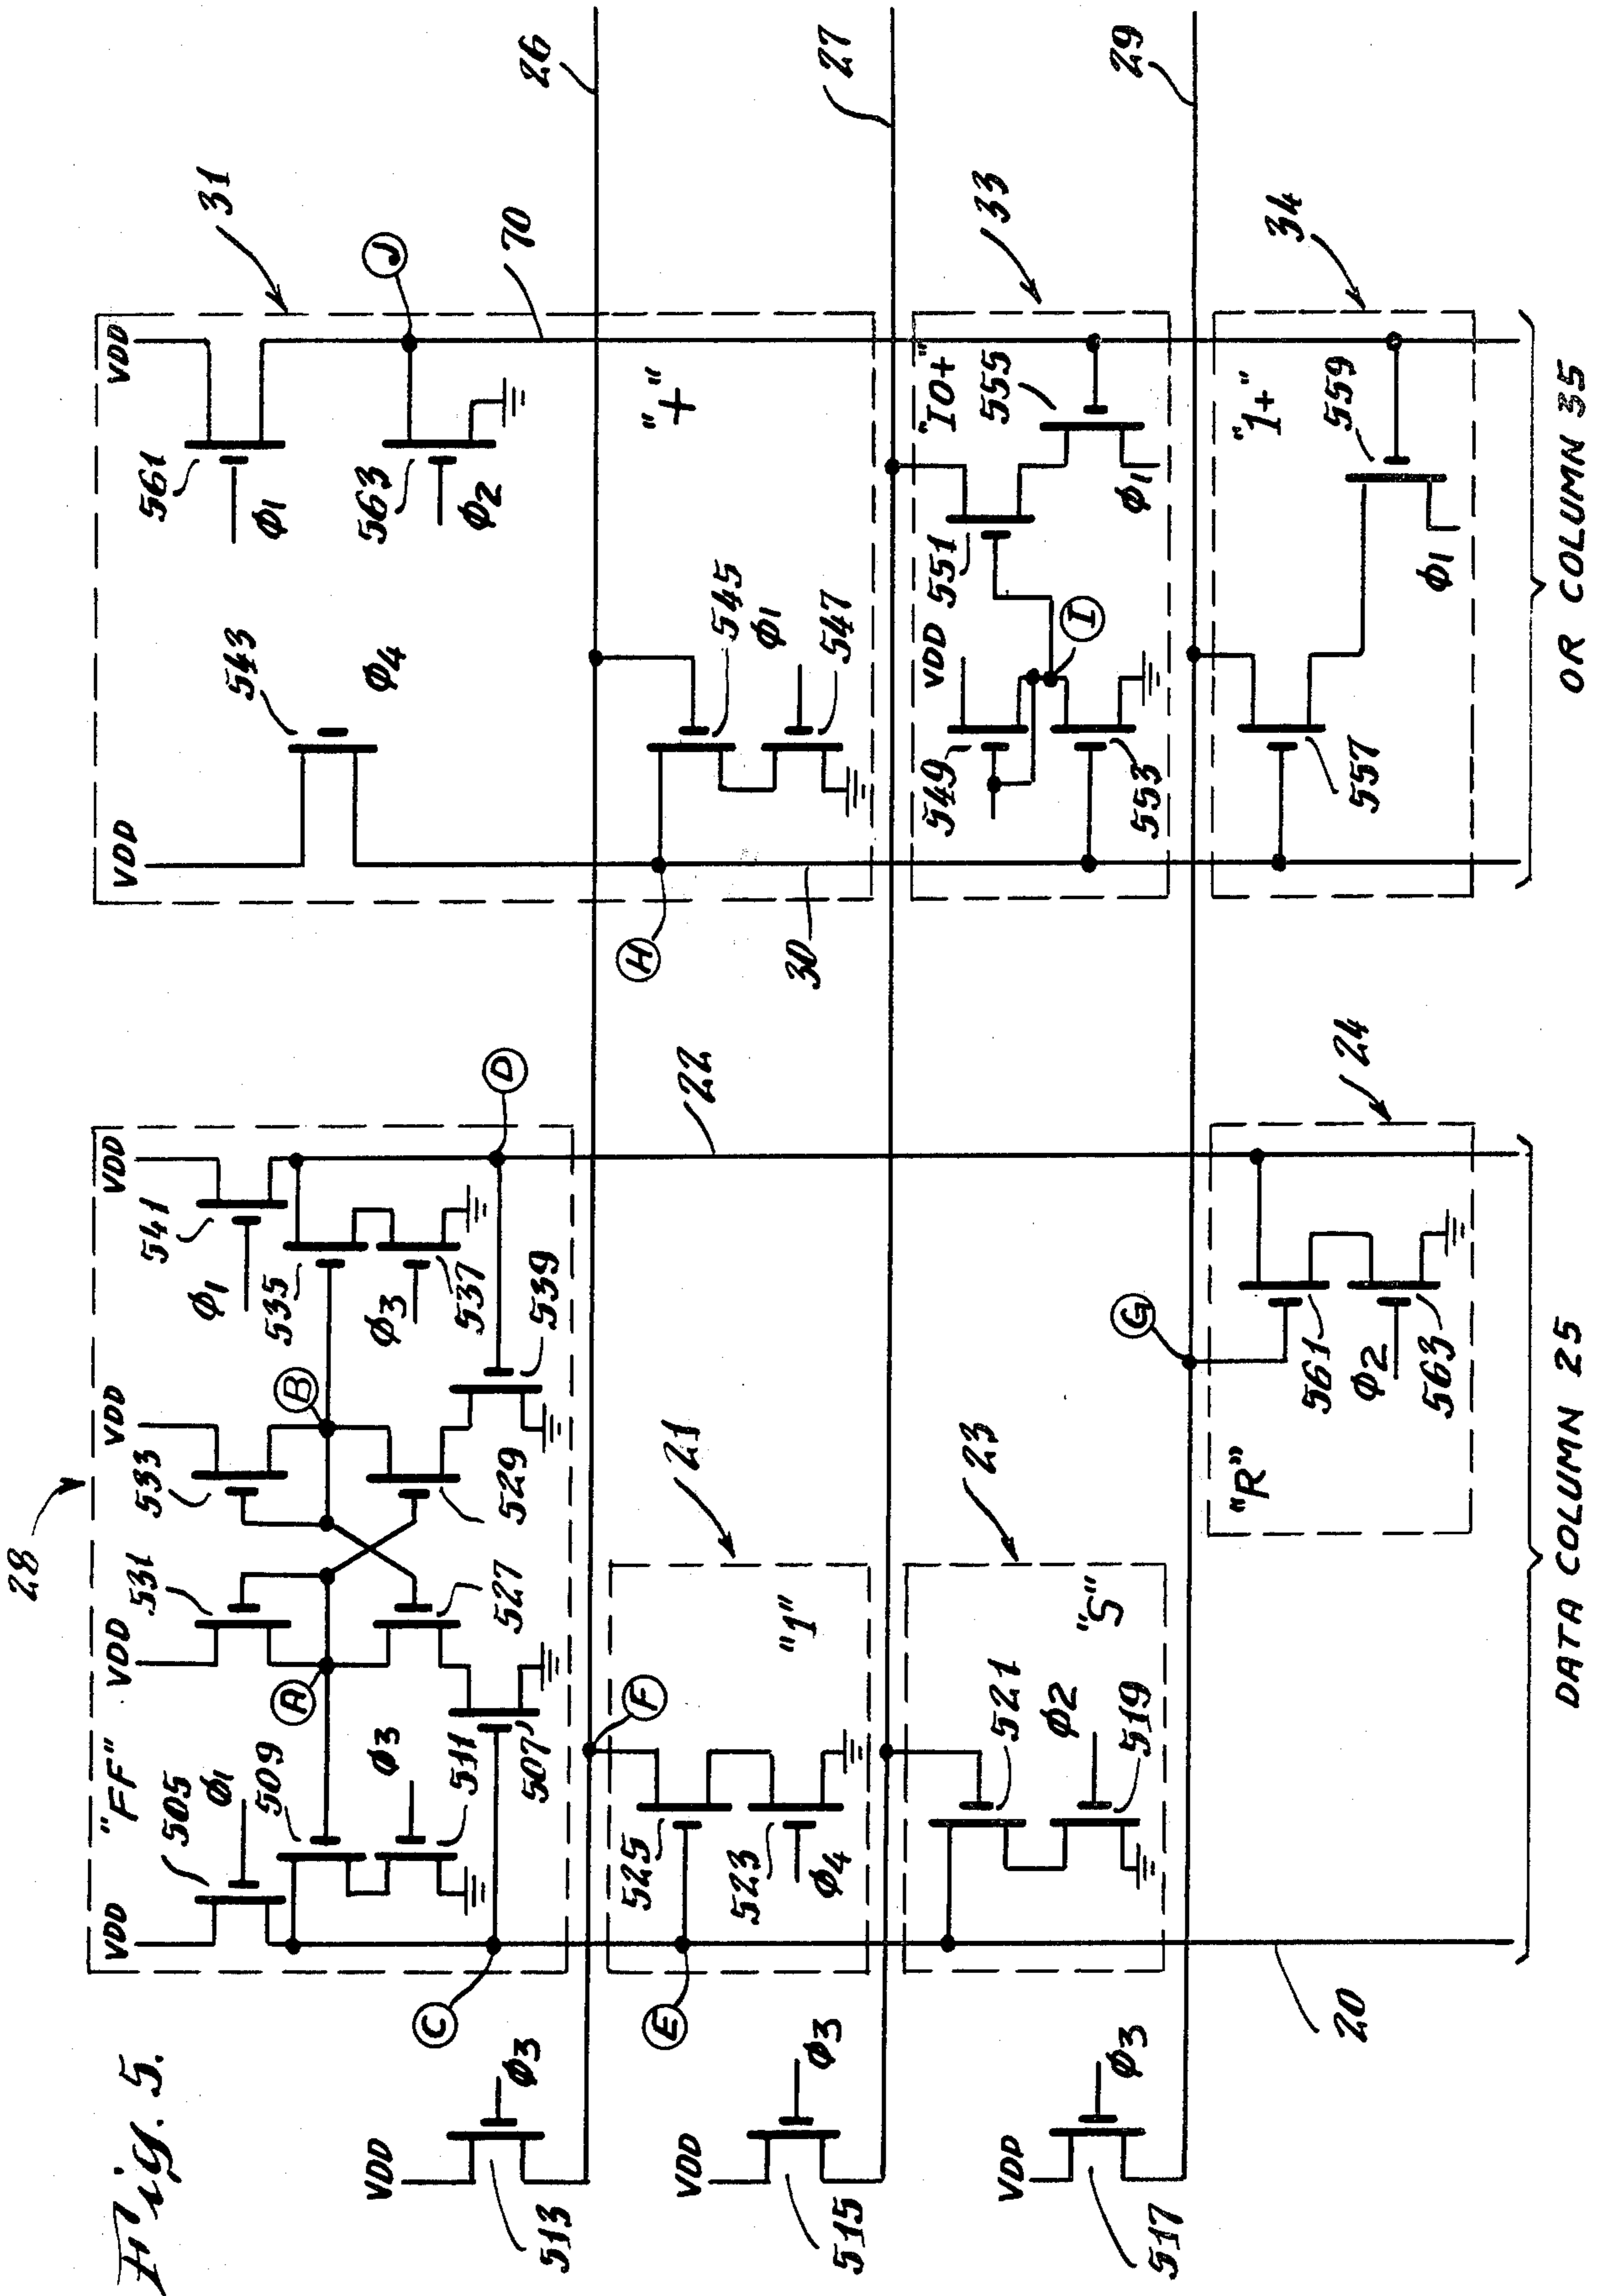 Fig. 5.
28
"FF"
VDD
505
Φ1
509
Φ3
511
507
C
VDD
531
A
527
VDD
533
B
529
VDD
541
Φ1
535
Φ3
537
539
D
22
513
VDD
Φ3
515
VDD
Φ3
517
VDD
Φ3
E
525
523
Φ4
F
"1"
21
521
Φ2
519
"S"
23
20
G
"R"
561
Φ2
563
24
DATA COLUMN 25
VDD
543
Φ4
VDD
561
Φ1
563
Φ2
J
31
70
H
30
545
Φ1
547
"+"
26
549
VDD
551
I
553
"IO+"
555
Φ1
33
27
557
"1+"
559
Φ1
34
29
OR COLUMN 35